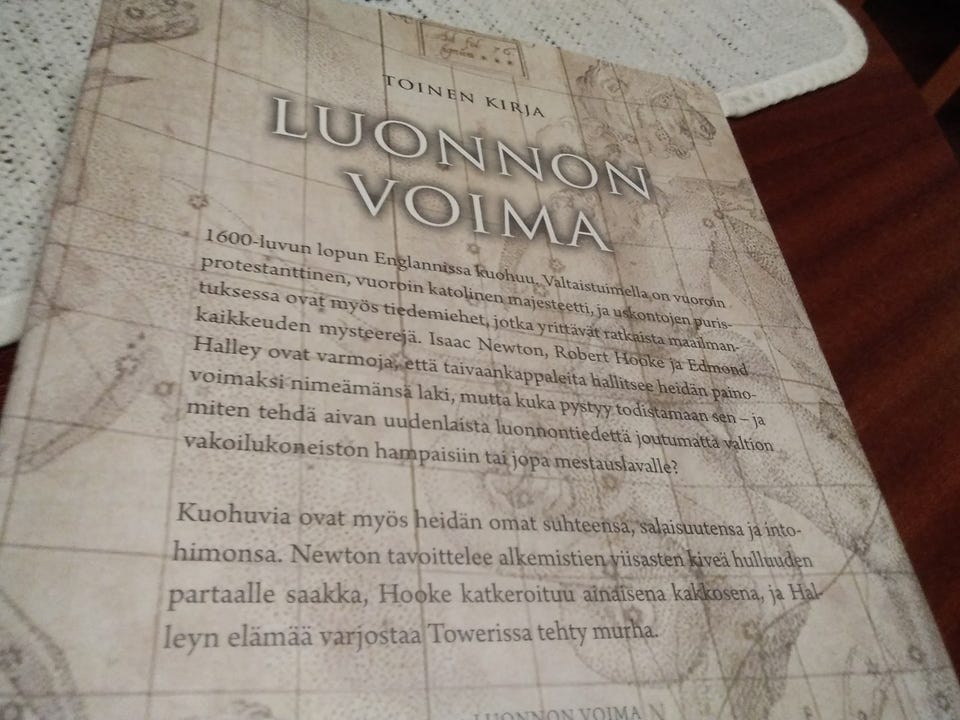 TOINEN KIRJA
LUONNON
VOIMA
1600-luvun lopun Englannissa kuohuu. Valtaistuimella on vuoroin
protestanttinen, vuoroin katolinen majesteetti, ja uskontojen puris-
tuksessa ovat myös tiedemiehet, jotka yrittävät ratkaista maailman-
kaikkeuden mysteerejä. Isaac Newton, Robert Hooke ja Edmond
Halley ovat varmoja, että taivaankappaleita hallitsee heidän paino-
voimaksi nimeämänsä laki, mutta kuka pystyy todistamaan sen – ja
miten tehdä aivan uudenlaista luonnontiedettä joutumatta valtion
vakoilukoneiston hampaisiin tai jopa mestauslavalle?
Kuohuvia ovat myös heidän omat suhteensa, salaisuutensa ja into-
himonsa. Newton tavoittelee alkemistien viisasten kiveä hulluuden
partaalle saakka, Hooke katkeroituu ainaisena kakkosena, ja Hal-
leyn elämää varjostaa Towerissa tehty murha.
LUONNON VOIMA